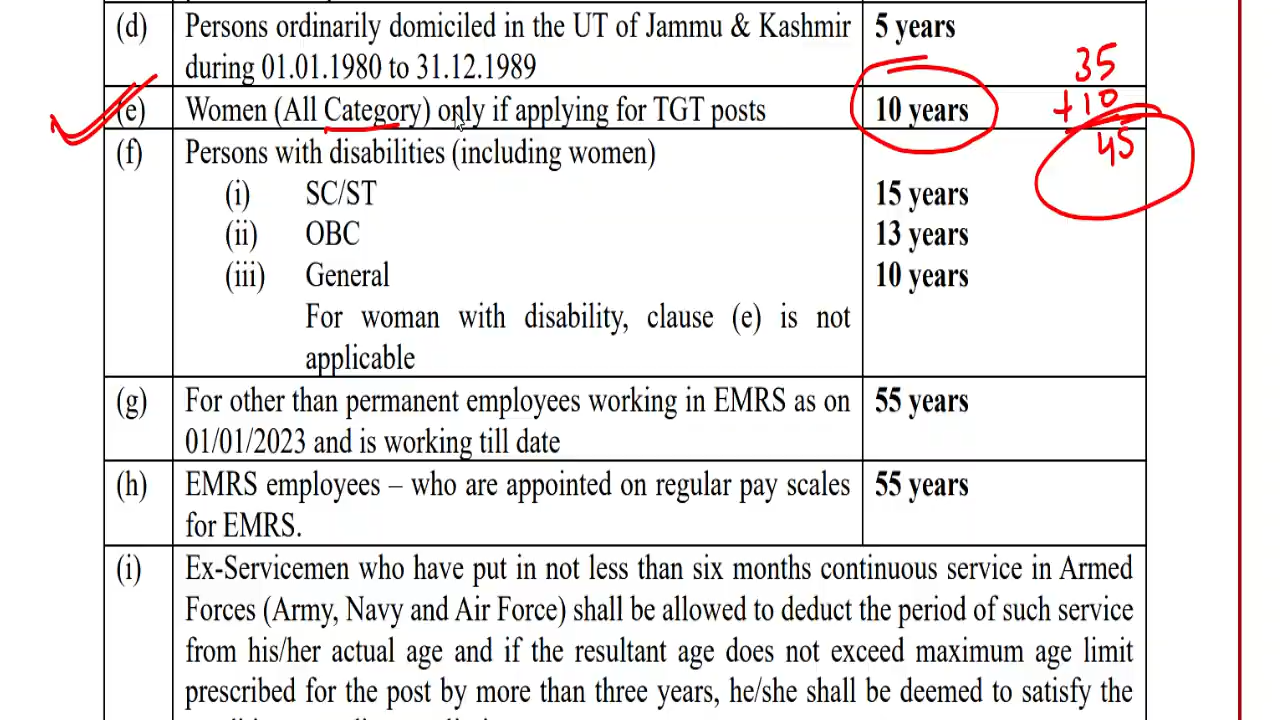 (d) Persons ordinarily domiciled in the UT of Jammu & Kashmir 5 years
during 01.01.1980 to 31.12.1989
35
(e) Women (All Category) only if applying for TGT posts 10 years +10
45
(f) Persons with disabilities (including women)
(i) SC/ST 15 years
(ii) OBC 13 years
(iii) General 10 years
For woman with disability, clause (e) is not
applicable
(g) For other than permanent employees working in EMRS as on 55 years
01/01/2023 and is working till date
(h) EMRS employees – who are appointed on regular pay scales 55 years
for EMRS.
(i) Ex-Servicemen who have put in not less than six months continuous service in Armed
Forces (Army, Navy and Air Force) shall be allowed to deduct the period of such service
from his/her actual age and if the resultant age does not exceed maximum age limit
prescribed for the post by more than three years, he/she shall be deemed to satisfy the